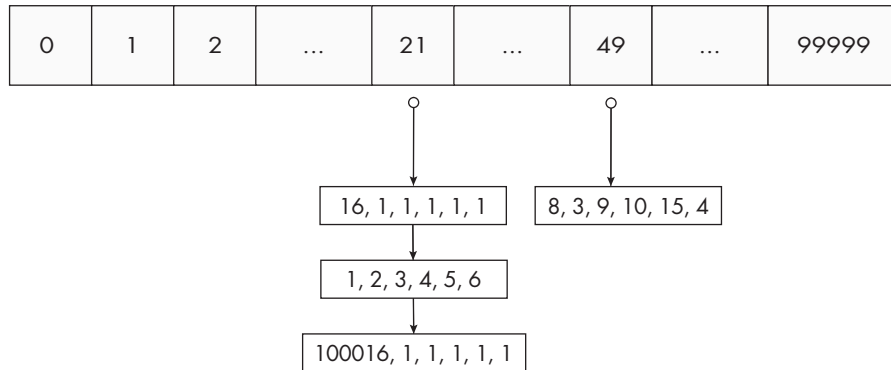 0 1 2 ... 21 ... 49 ... 99999
16, 1, 1, 1, 1, 1 8, 3, 9, 10, 15, 4
1, 2, 3, 4, 5, 6
100016, 1, 1, 1, 1, 1